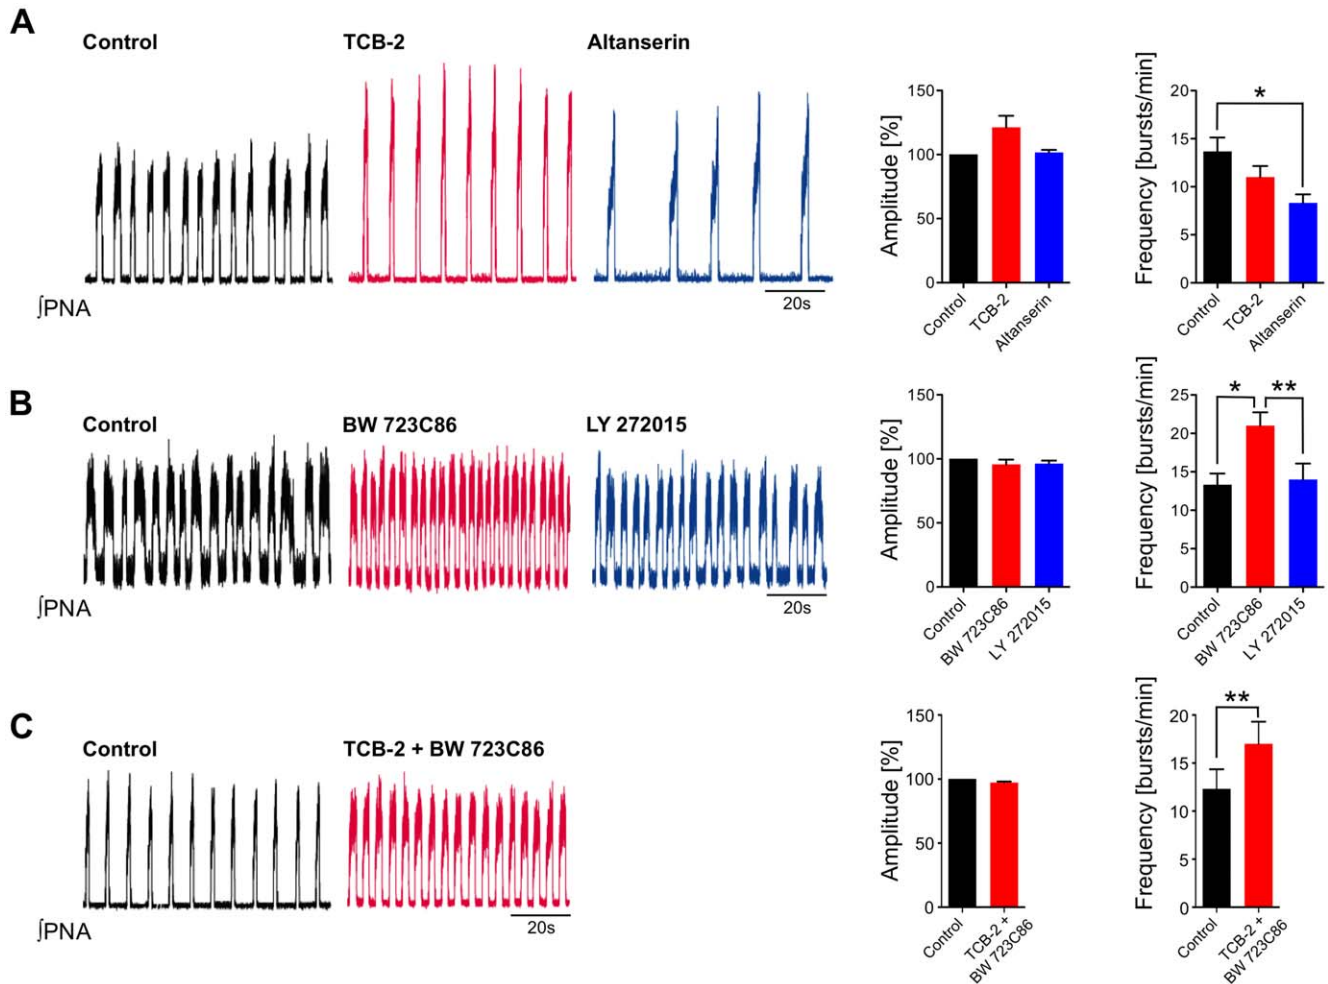 A
Control
TCB-2
Altanserin
∫PNA
20s
Amplitude [%]
150
100
50
0
Control
TCB-2
Altanserin
Frequency [bursts/min]
20
15
10
5
0
*
Control
TCB-2
Altanserin
B
Control
BW 723C86
LY 272015
∫PNA
20s
Amplitude [%]
150
100
50
0
Control
BW 723C86
LY 272015
Frequency [bursts/min]
25
20
15
10
5
0
* **
Control
BW 723C86
LY 272015
C
Control
TCB-2 + BW 723C86
∫PNA
20s
Amplitude [%]
150
100
50
0
Control
TCB-2 +
BW 723C86
Frequency [bursts/min]
20
15
10
5
0
**
Control
TCB-2 +
BW 723C86